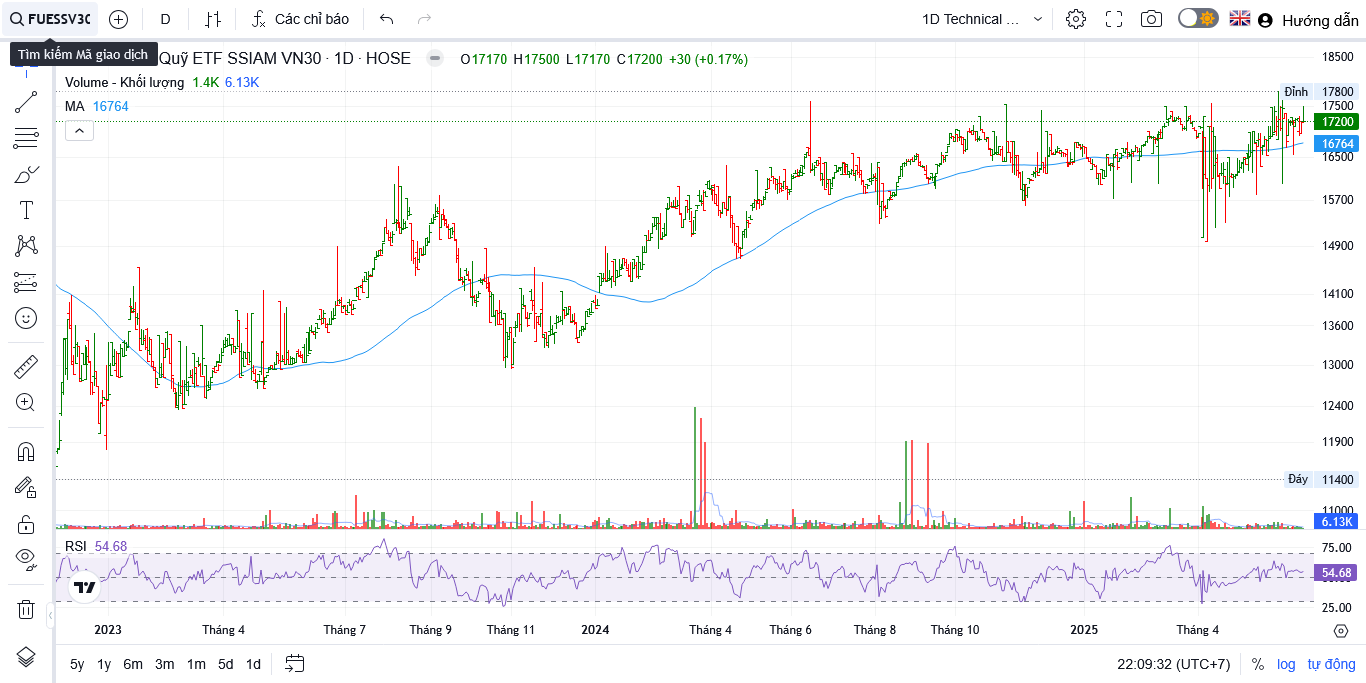 FUESSV30 D Các chỉ báo 1D Technical ... Hướng dẫn
Tìm kiếm Mã giao dịch
Quỹ ETF SSIAM VN30 · 1D · HOSE O17170 H17500 L17170 C17200 +30 (+0.17%)
Volume - Khối lượng 1.4K 6.13K
MA 16764
18500
Đỉnh 17800
17500
17200
16764
16500
15700
14900
14100
13600
13000
12400
11900
Đáy 11400
11000
6.13K
RSI 54.68
75.00
54.68
25.00
2023 Tháng 4 Tháng 7 Tháng 9 Tháng 11 2024 Tháng 4 Tháng 6 Tháng 8 Tháng 10 2025 Tháng 4
5y 1y 6m 3m 1m 5d 1d 22:09:32 (UTC+7) % log tự động